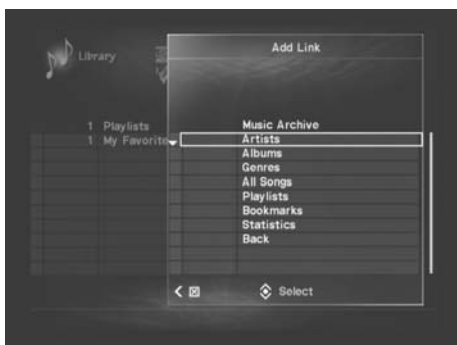 Library
Add Link
1 Playlists
1 My Favorite
Music Archive
Artists
Albums
Genres
All Songs
Playlists
Bookmarks
Statistics
Back
Select